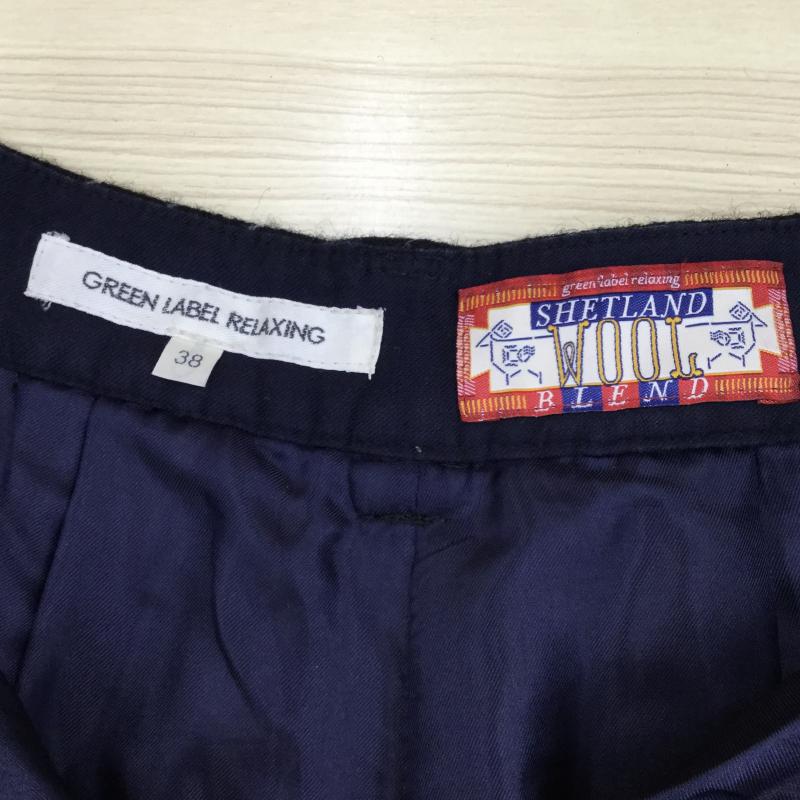 GREEN LABEL RELAXING
38
green label relaxing
SHETLAND
WOOL
BLEND